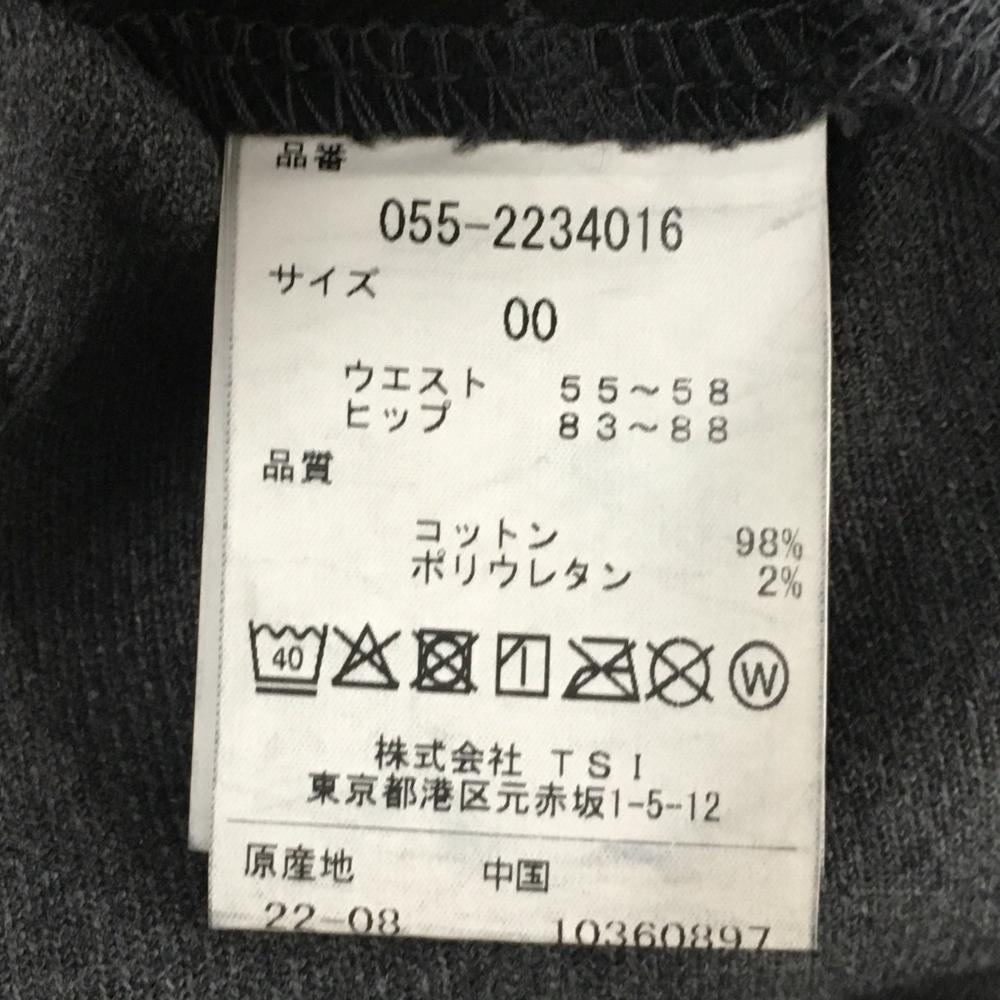 品番
055-2234016
サイズ
00
ウエスト 55~58
ヒップ 83~88
品質
コットン 98%
ポリウレタン 2%
40 W
株式会社 TSI
東京都港区元赤坂1-5-12
原産地 中国
22-08 10360897